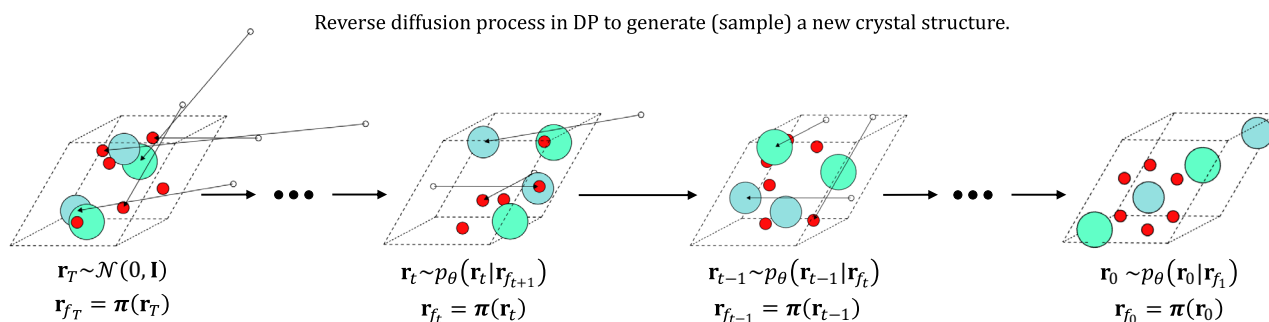 Reverse diffusion process in DP to generate (sample) a new crystal structure.
𝐫_T~𝒩(0, 𝐈)
𝐫_{f_T} = 𝝅(𝐫_T)
𝐫_t~p_θ(𝐫_t|𝐫_{f_{t+1}})
𝐫_{f_t} = 𝝅(𝐫_t)
𝐫_{t−1}~p_θ(𝐫_{t−1}|𝐫_{f_t})
𝐫_{f_{t−1}} = 𝝅(𝐫_{t−1})
𝐫_0 ~p_θ(𝐫_0|𝐫_{f_1})
𝐫_{f_0} = 𝝅(𝐫_0)